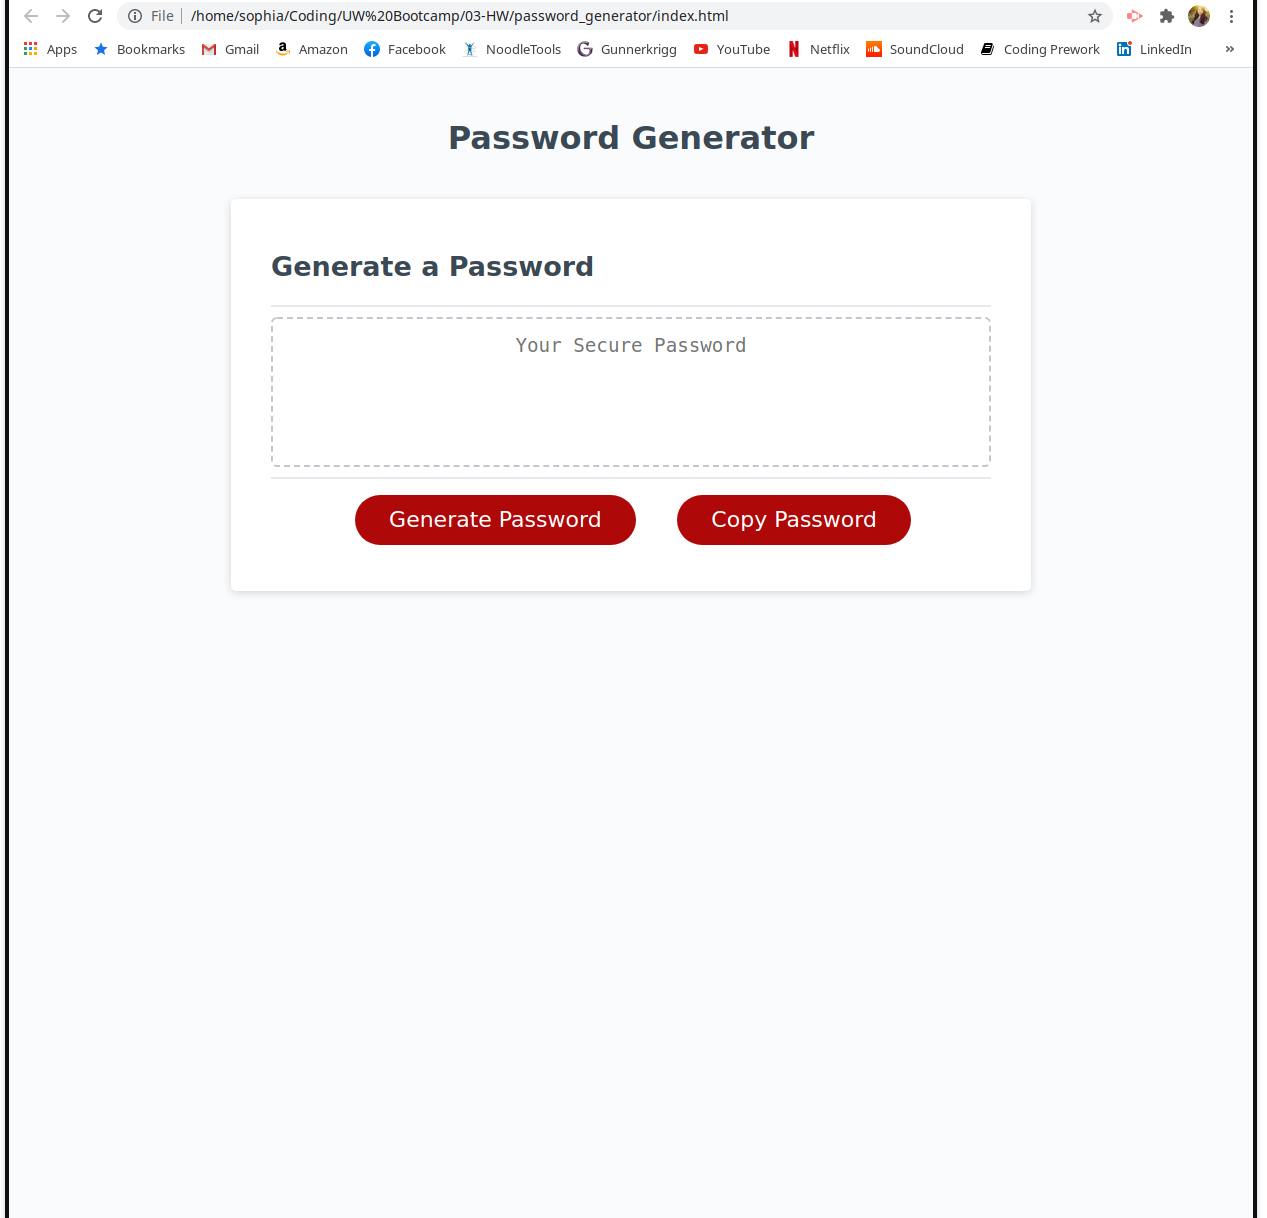 File | /home/sophia/Coding/UW%20Bootcamp/03-HW/password_generator/index.html
Apps Bookmarks Gmail Amazon Facebook NoodleTools Gunnerkrigg YouTube Netflix SoundCloud Coding Prework LinkedIn »
Password Generator
Generate a Password
Your Secure Password
Generate Password Copy Password